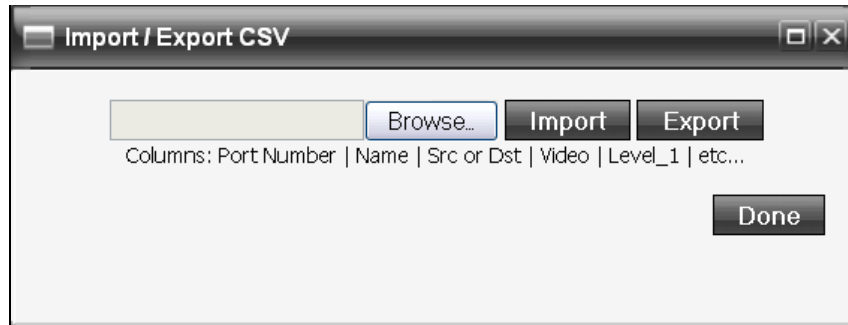 Import / Export CSV
Browse... Import Export
Columns: Port Number | Name | Src or Dst | Video | Level_1 | etc...
Done